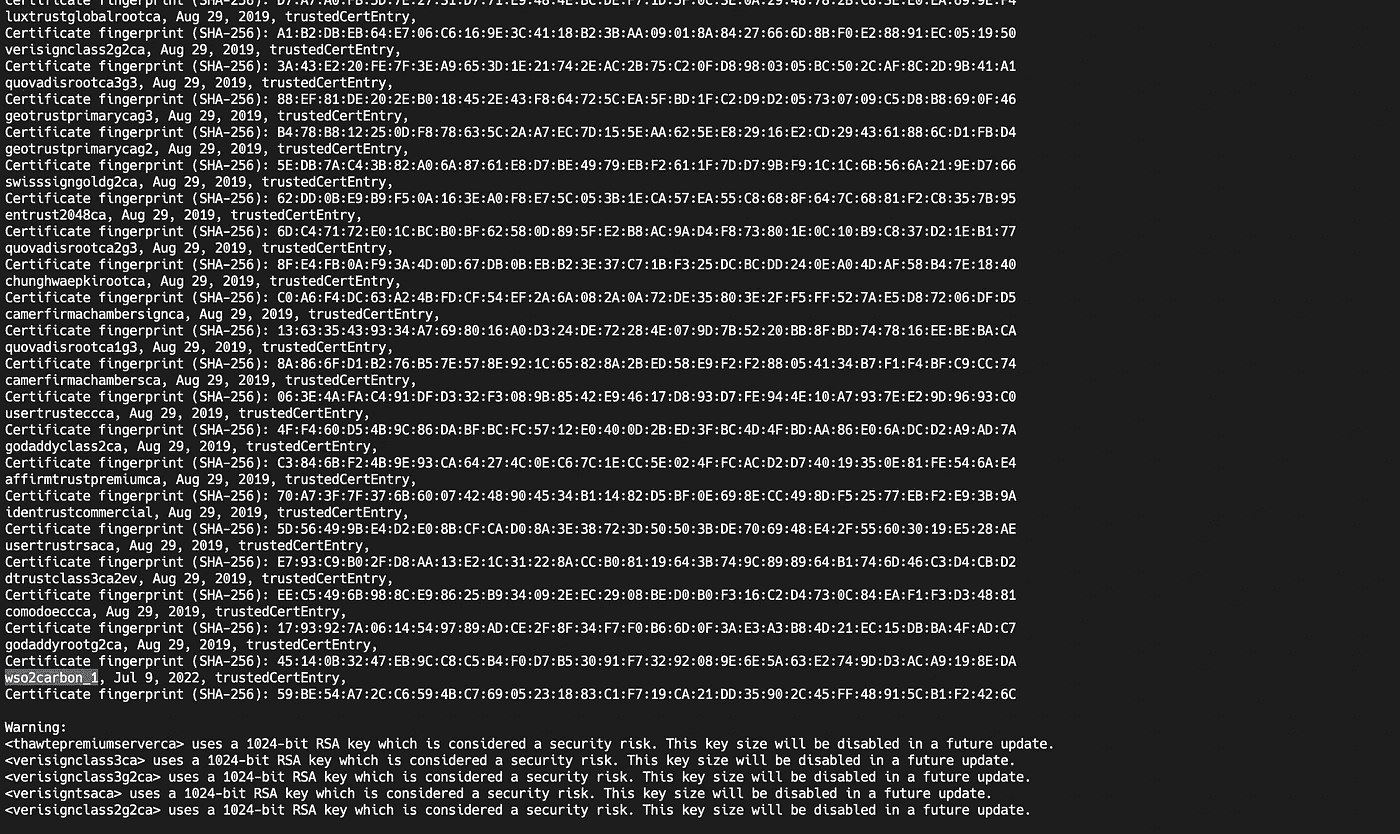 luxtrustglobalrootca, Aug 29, 2019, trustedCertEntry,
Certificate fingerprint (SHA-256): A1:B2:DB:EB:64:E7:06:C6:16:9E:3C:41:18:B2:3B:AA:09:01:8A:84:27:66:6D:8B:F0:E2:88:91:EC:05:19:50
verisignclass2g2ca, Aug 29, 2019, trustedCertEntry,
Certificate fingerprint (SHA-256): 3A:43:E2:20:FE:7F:3E:A9:65:3D:1E:21:74:2E:AC:2B:75:C2:0F:D8:98:03:05:BC:50:2C:AF:8C:2D:9B:41:A1
quovadisrootca3g3, Aug 29, 2019, trustedCertEntry,
Certificate fingerprint (SHA-256): 88:EF:81:DE:20:2E:B0:18:45:2E:43:F8:64:72:5C:EA:5F:BD:1F:C2:D9:D2:05:73:07:09:C5:D8:B8:69:0F:46
geotrustprimarycag3, Aug 29, 2019, trustedCertEntry,
Certificate fingerprint (SHA-256): B4:78:B8:12:25:0D:F8:78:63:5C:2A:A7:EC:7D:15:5E:AA:62:5E:E8:29:16:E2:CD:29:43:61:88:6C:D1:FB:D4
geotrustprimarycag2, Aug 29, 2019, trustedCertEntry,
Certificate fingerprint (SHA-256): 5E:DB:7A:C4:3B:82:A0:6A:87:61:E8:D7:BE:49:79:EB:F2:61:1F:7D:D7:9B:F9:1C:1C:6B:56:6A:21:9E:D7:66
swisssigngoldg2ca, Aug 29, 2019, trustedCertEntry,
Certificate fingerprint (SHA-256): 62:DD:0B:E9:B9:F5:0A:16:3E:A0:F8:E7:5C:05:3B:1E:CA:57:EA:55:C8:68:8F:64:7C:68:81:F2:C8:35:7B:95
entrust2048ca, Aug 29, 2019, trustedCertEntry,
Certificate fingerprint (SHA-256): 6D:C4:71:72:E0:1C:BC:B0:BF:62:58:0D:89:5F:E2:B8:AC:9A:D4:F8:73:80:1E:0C:10:B9:C8:37:D2:1E:B1:77
quovadisrootca2g3, Aug 29, 2019, trustedCertEntry,
Certificate fingerprint (SHA-256): 8F:E4:FB:0A:F9:3A:4D:0D:67:DB:0B:EB:B2:3E:37:C7:1B:F3:25:DC:BC:DD:24:0E:A0:4D:AF:58:B4:7E:18:40
chunghwaepkirootca, Aug 29, 2019, trustedCertEntry,
Certificate fingerprint (SHA-256): C0:A6:F4:DC:63:A2:4B:FD:CF:54:EF:2A:6A:08:2A:0A:72:DE:35:80:3E:2F:F5:FF:52:7A:E5:D8:72:06:DF:D5
camerfirmachambersignca, Aug 29, 2019, trustedCertEntry,
Certificate fingerprint (SHA-256): 13:63:35:43:93:34:A7:69:80:16:A0:D3:24:DE:72:28:4E:07:9D:7B:52:20:BB:8F:BD:74:78:16:EE:BE:BA:CA
quovadisrootca1g3, Aug 29, 2019, trustedCertEntry,
Certificate fingerprint (SHA-256): 8A:86:6F:D1:B2:76:B5:7E:57:8E:92:1C:65:82:8A:2B:ED:58:E9:F2:F2:88:05:41:34:B7:F1:F4:BF:C9:CC:74
camerfirmachambersca, Aug 29, 2019, trustedCertEntry,
Certificate fingerprint (SHA-256): 06:3E:4A:FA:C4:91:DF:D3:32:F3:08:9B:85:42:E9:46:17:D8:93:D7:FE:94:4E:10:A7:93:7E:E2:9D:96:93:C0
usertrusteccca, Aug 29, 2019, trustedCertEntry,
Certificate fingerprint (SHA-256): 4F:F4:60:D5:4B:9C:86:DA:BF:BC:FC:57:12:E0:40:0D:2B:ED:3F:BC:4D:4F:BD:AA:86:E0:6A:DC:D2:A9:AD:7A
godaddyclass2ca, Aug 29, 2019, trustedCertEntry,
Certificate fingerprint (SHA-256): C3:84:6B:F2:4B:9E:93:CA:64:27:4C:0E:C6:7C:1E:CC:5E:02:4F:FC:AC:D2:D7:40:19:35:0E:81:FE:54:6A:E4
affirmtrustpremiumca, Aug 29, 2019, trustedCertEntry,
Certificate fingerprint (SHA-256): 70:A7:3F:7F:37:6B:60:07:42:48:90:45:34:B1:14:82:D5:BF:0E:69:8E:CC:49:8D:F5:25:77:EB:F2:E9:3B:9A
identrustcommercial, Aug 29, 2019, trustedCertEntry,
Certificate fingerprint (SHA-256): 5D:56:49:9B:E4:D2:E0:8B:CF:CA:D0:8A:3E:38:72:3D:50:50:3B:DE:70:69:48:E4:2F:55:60:30:19:E5:28:AE
usertrustrsaca, Aug 29, 2019, trustedCertEntry,
Certificate fingerprint (SHA-256): E7:93:C9:B0:2F:D8:AA:13:E2:1C:31:22:8A:CC:B0:81:19:64:3B:74:9C:89:89:64:B1:74:6D:46:C3:D4:CB:D2
dtrustclass3ca2ev, Aug 29, 2019, trustedCertEntry,
Certificate fingerprint (SHA-256): EE:C5:49:6B:98:8C:E9:86:25:B9:34:09:2E:EC:29:08:BE:D0:B0:F3:16:C2:D4:73:0C:84:EA:F1:F3:D3:48:81
comodoeccca, Aug 29, 2019, trustedCertEntry,
Certificate fingerprint (SHA-256): 17:93:92:7A:06:14:54:97:89:AD:CE:2F:8F:34:F7:F0:B6:6D:0F:3A:E3:A3:B8:4D:21:EC:15:DB:BA:4F:AD:C7
godaddyrootg2ca, Aug 29, 2019, trustedCertEntry,
Certificate fingerprint (SHA-256): 45:14:0B:32:47:EB:9C:C8:C5:B4:F0:D7:B5:30:91:F7:32:92:08:9E:6E:5A:63:E2:74:9D:D3:AC:A9:19:8E:DA
wso2carbon_1, Jul 9, 2022, trustedCertEntry,
Certificate fingerprint (SHA-256): 59:BE:54:A7:2C:C6:59:4B:C7:69:05:23:18:83:C1:F7:19:CA:21:DD:35:90:2C:45:FF:48:91:5C:B1:F2:42:6C
Warning:
<thawtepremiumserverca> uses a 1024-bit RSA key which is considered a security risk. This key size will be disabled in a future update.
<verisignclass3ca> uses a 1024-bit RSA key which is considered a security risk. This key size will be disabled in a future update.
<verisignclass3g2ca> uses a 1024-bit RSA key which is considered a security risk. This key size will be disabled in a future update.
<verisigntsaca> uses a 1024-bit RSA key which is considered a security risk. This key size will be disabled in a future update.
<verisignclass2g2ca> uses a 1024-bit RSA key which is considered a security risk. This key size will be disabled in a future update.